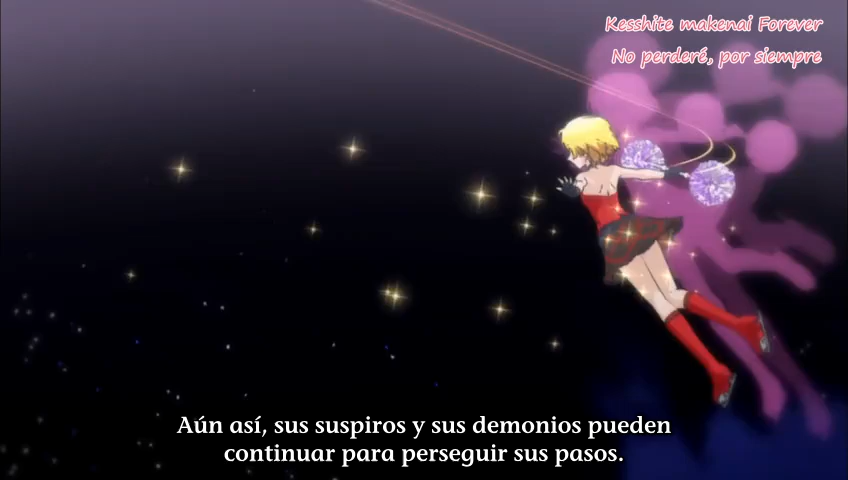 Kesshite makenai Forever
No perderé, por siempre
Aún así, sus suspiros y sus demonios pueden
continuar para perseguir sus pasos.